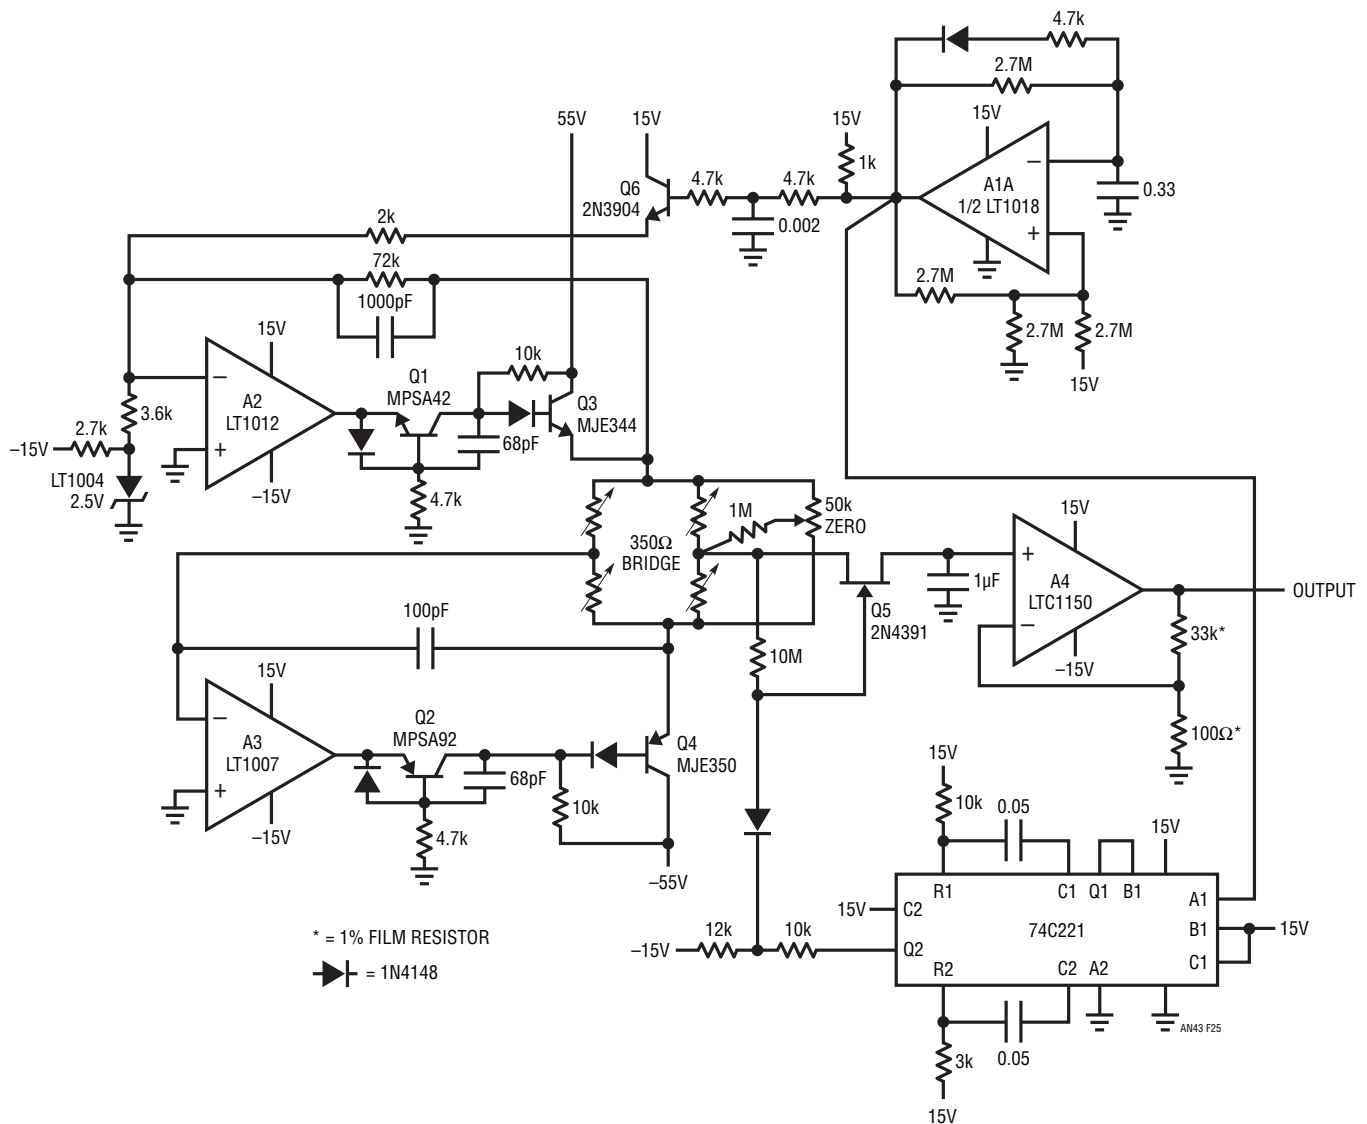 4.7k
2.7M
55V
15V
15V
15V
1k
A1A
1/2 LT1018
−
+
0.33
Q6
2N3904
4.7k
4.7k
0.002
2k
72k
1000pF
2.7M
2.7M
2.7M
15V
15V
A2
LT1012
−
+
−15V
3.6k
2.7k
−15V
LT1004
2.5V
Q1
MPSA42
10k
Q3
MJE344
68pF
4.7k
350Ω
BRIDGE
1M
50k
ZERO
15V
A4
LTC1150
+
−
−15V
1µF
Q5
2N4391
OUTPUT
33k*
100Ω*
100pF
10M
15V
A3
LT1007
−
+
−15V
Q2
MPSA92
68pF
10k
4.7k
Q4
MJE350
−55V
15V
10k
0.05
15V
R1
C1
Q1
B1
A1
15V
C2
74C221
B1
15V
C1
−15V
12k
10k
Q2
R2
C2
A2
0.05
3k
15V
AN43 F25
* = 1% FILM RESISTOR
= 1N4148